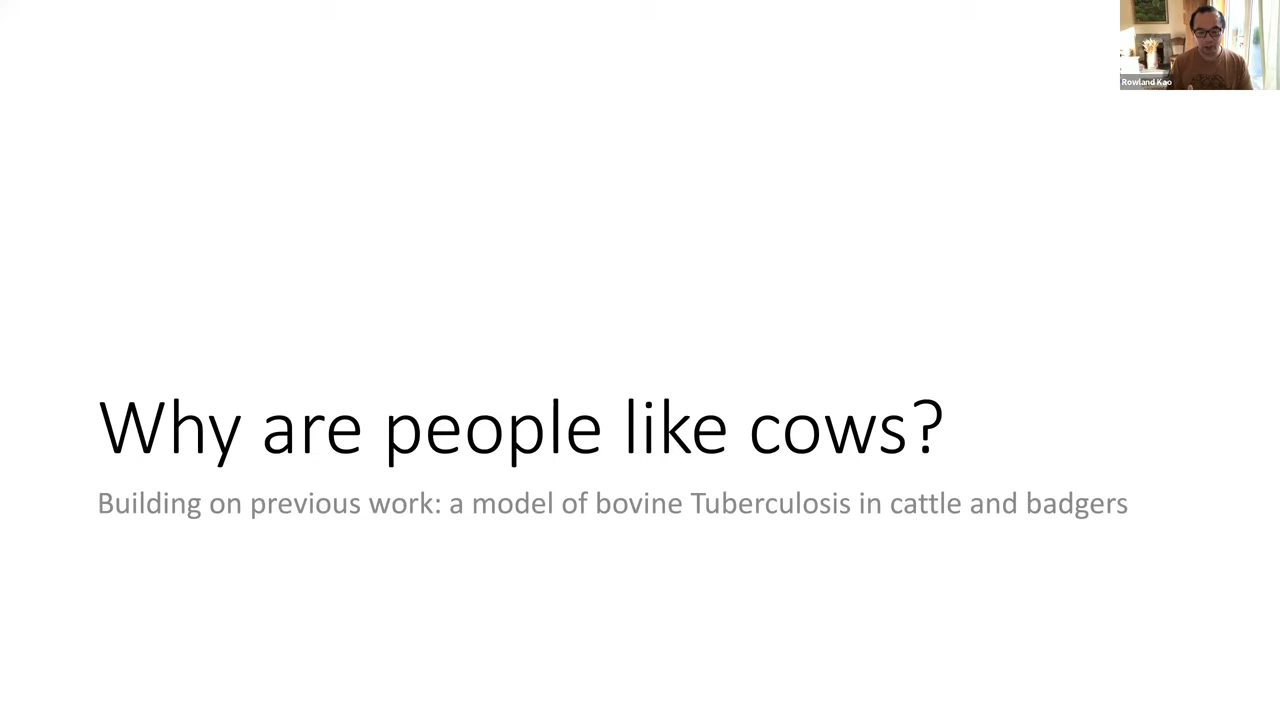 Rowland Kao
Why are people like cows?
Building on previous work: a model of bovine Tuberculosis in cattle and badgers